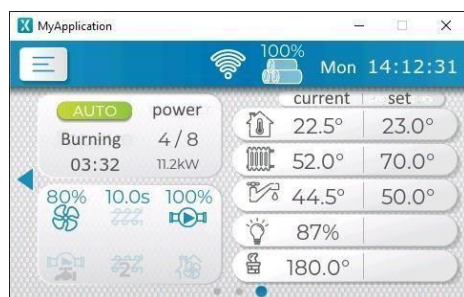 MyApplication
100%
Mon 14:12:31
AUTO power
Burning 4 / 8
03:32 11.2kW
80% 10.0s 100%
2
current set
22.5° 23.0°
52.0° 70.0°
44.5° 50.0°
87%
180.0°